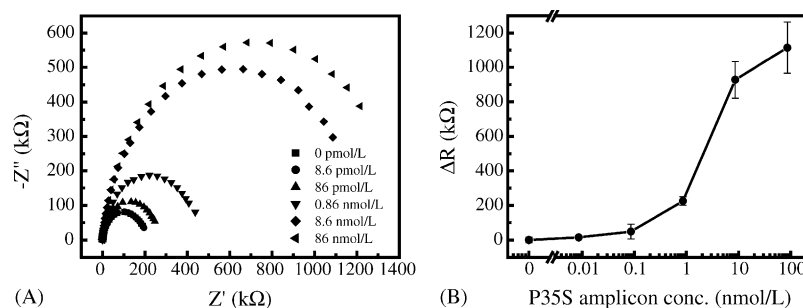 600
500
400
300
200
100
0
-Z'' (kΩ)
0 pmol/L
8.6 pmol/L
86 pmol/L
0.86 nmol/L
8.6 nmol/L
86 nmol/L
0 200 400 600 800 1000 1200 1400
(A) Z' (kΩ)
1200
1000
800
600
400
200
0
ΔR (kΩ)
0 0.01 0.1 1 10 100
(B) P35S amplicon conc. (nmol/L)